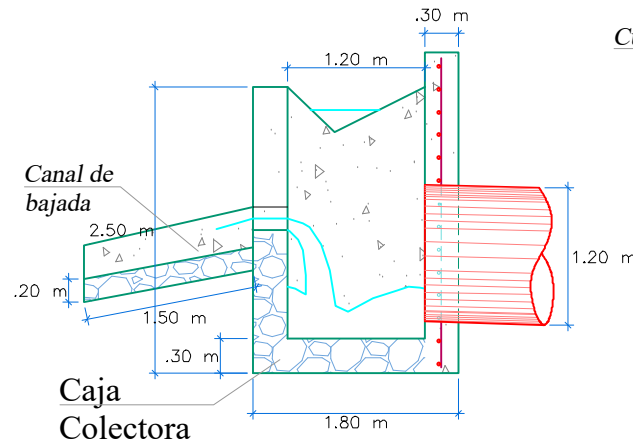 .30 m
1.20 m
Canal de
bajada
2.50 m
.20 m
1.50 m
.30 m
1.20 m
Caja
Colectora
1.80 m